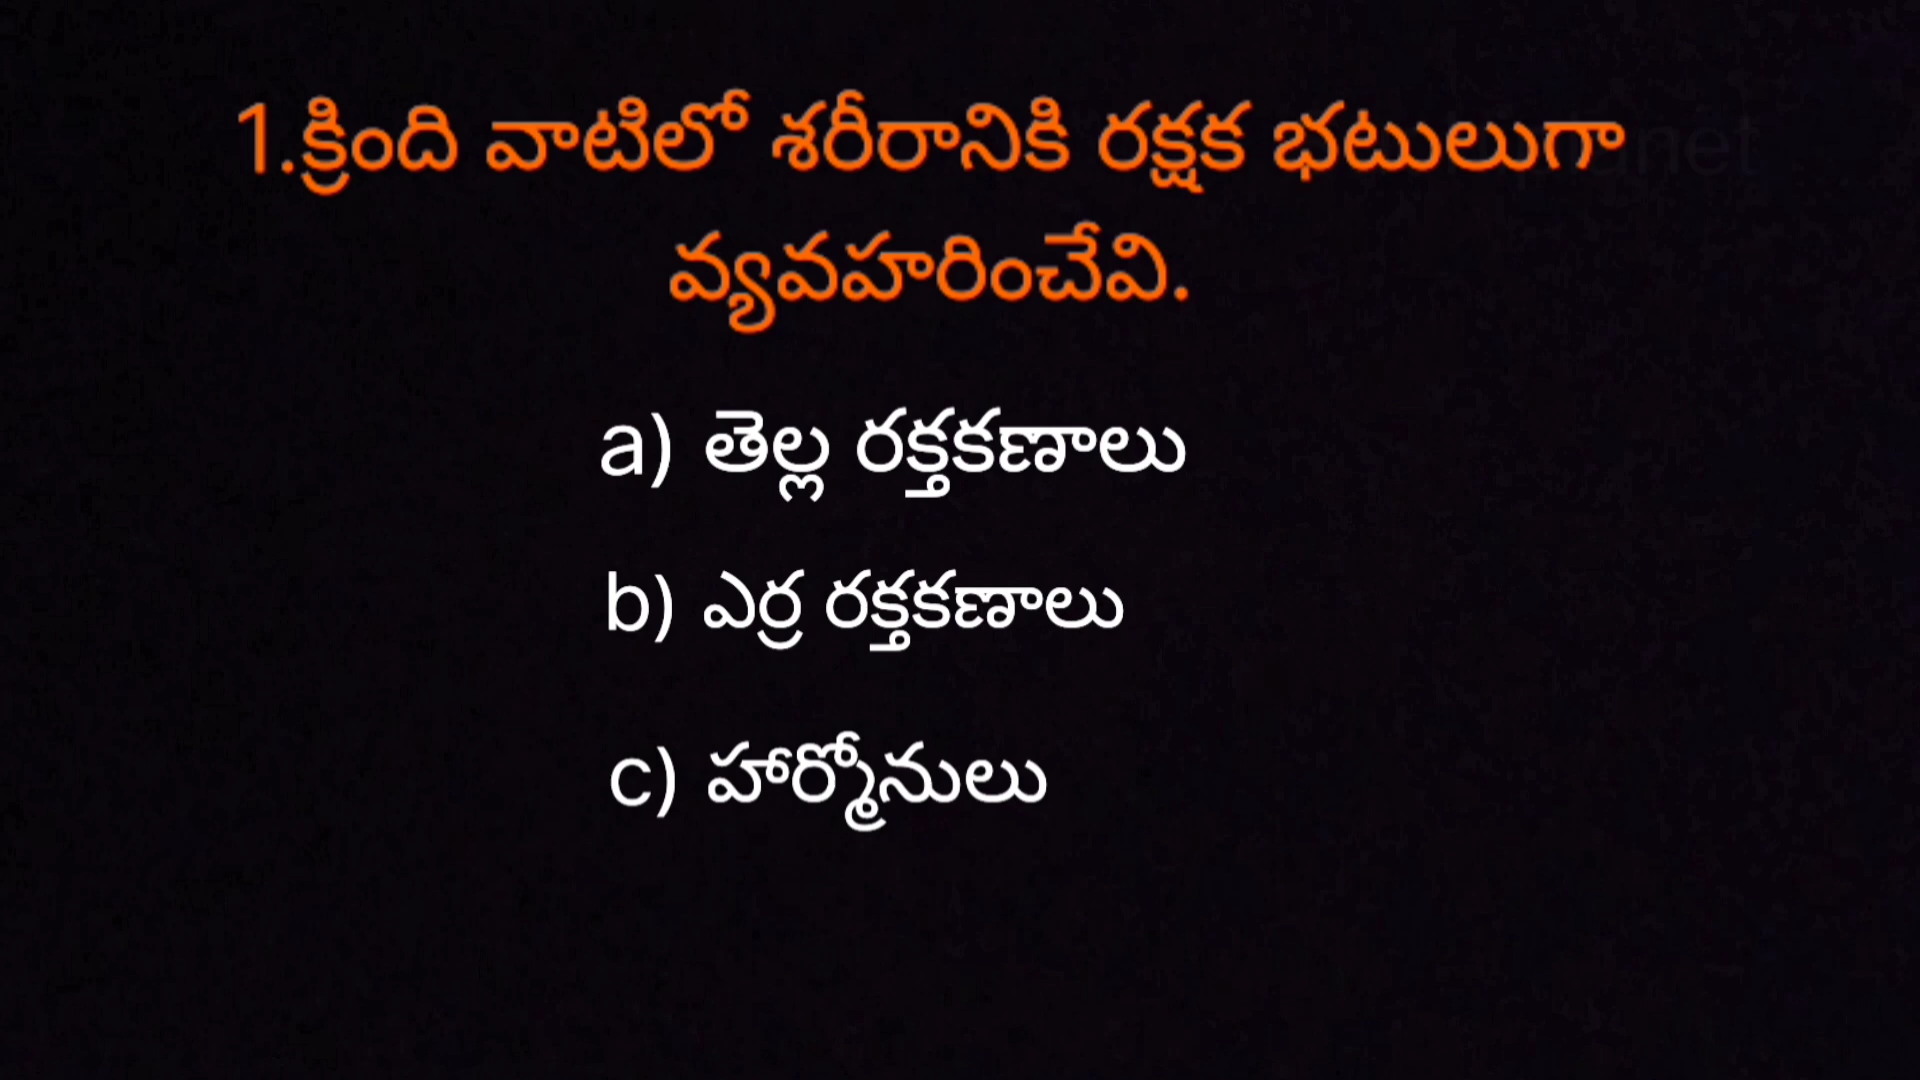 1.క్రింది వాటిలో శరీరానికి రక్షక భటులుగా
వ్యవహరించేవి.
a) తెల్ల రక్తకణాలు
b) ఎర్ర రక్తకణాలు
c) హార్మోనులు